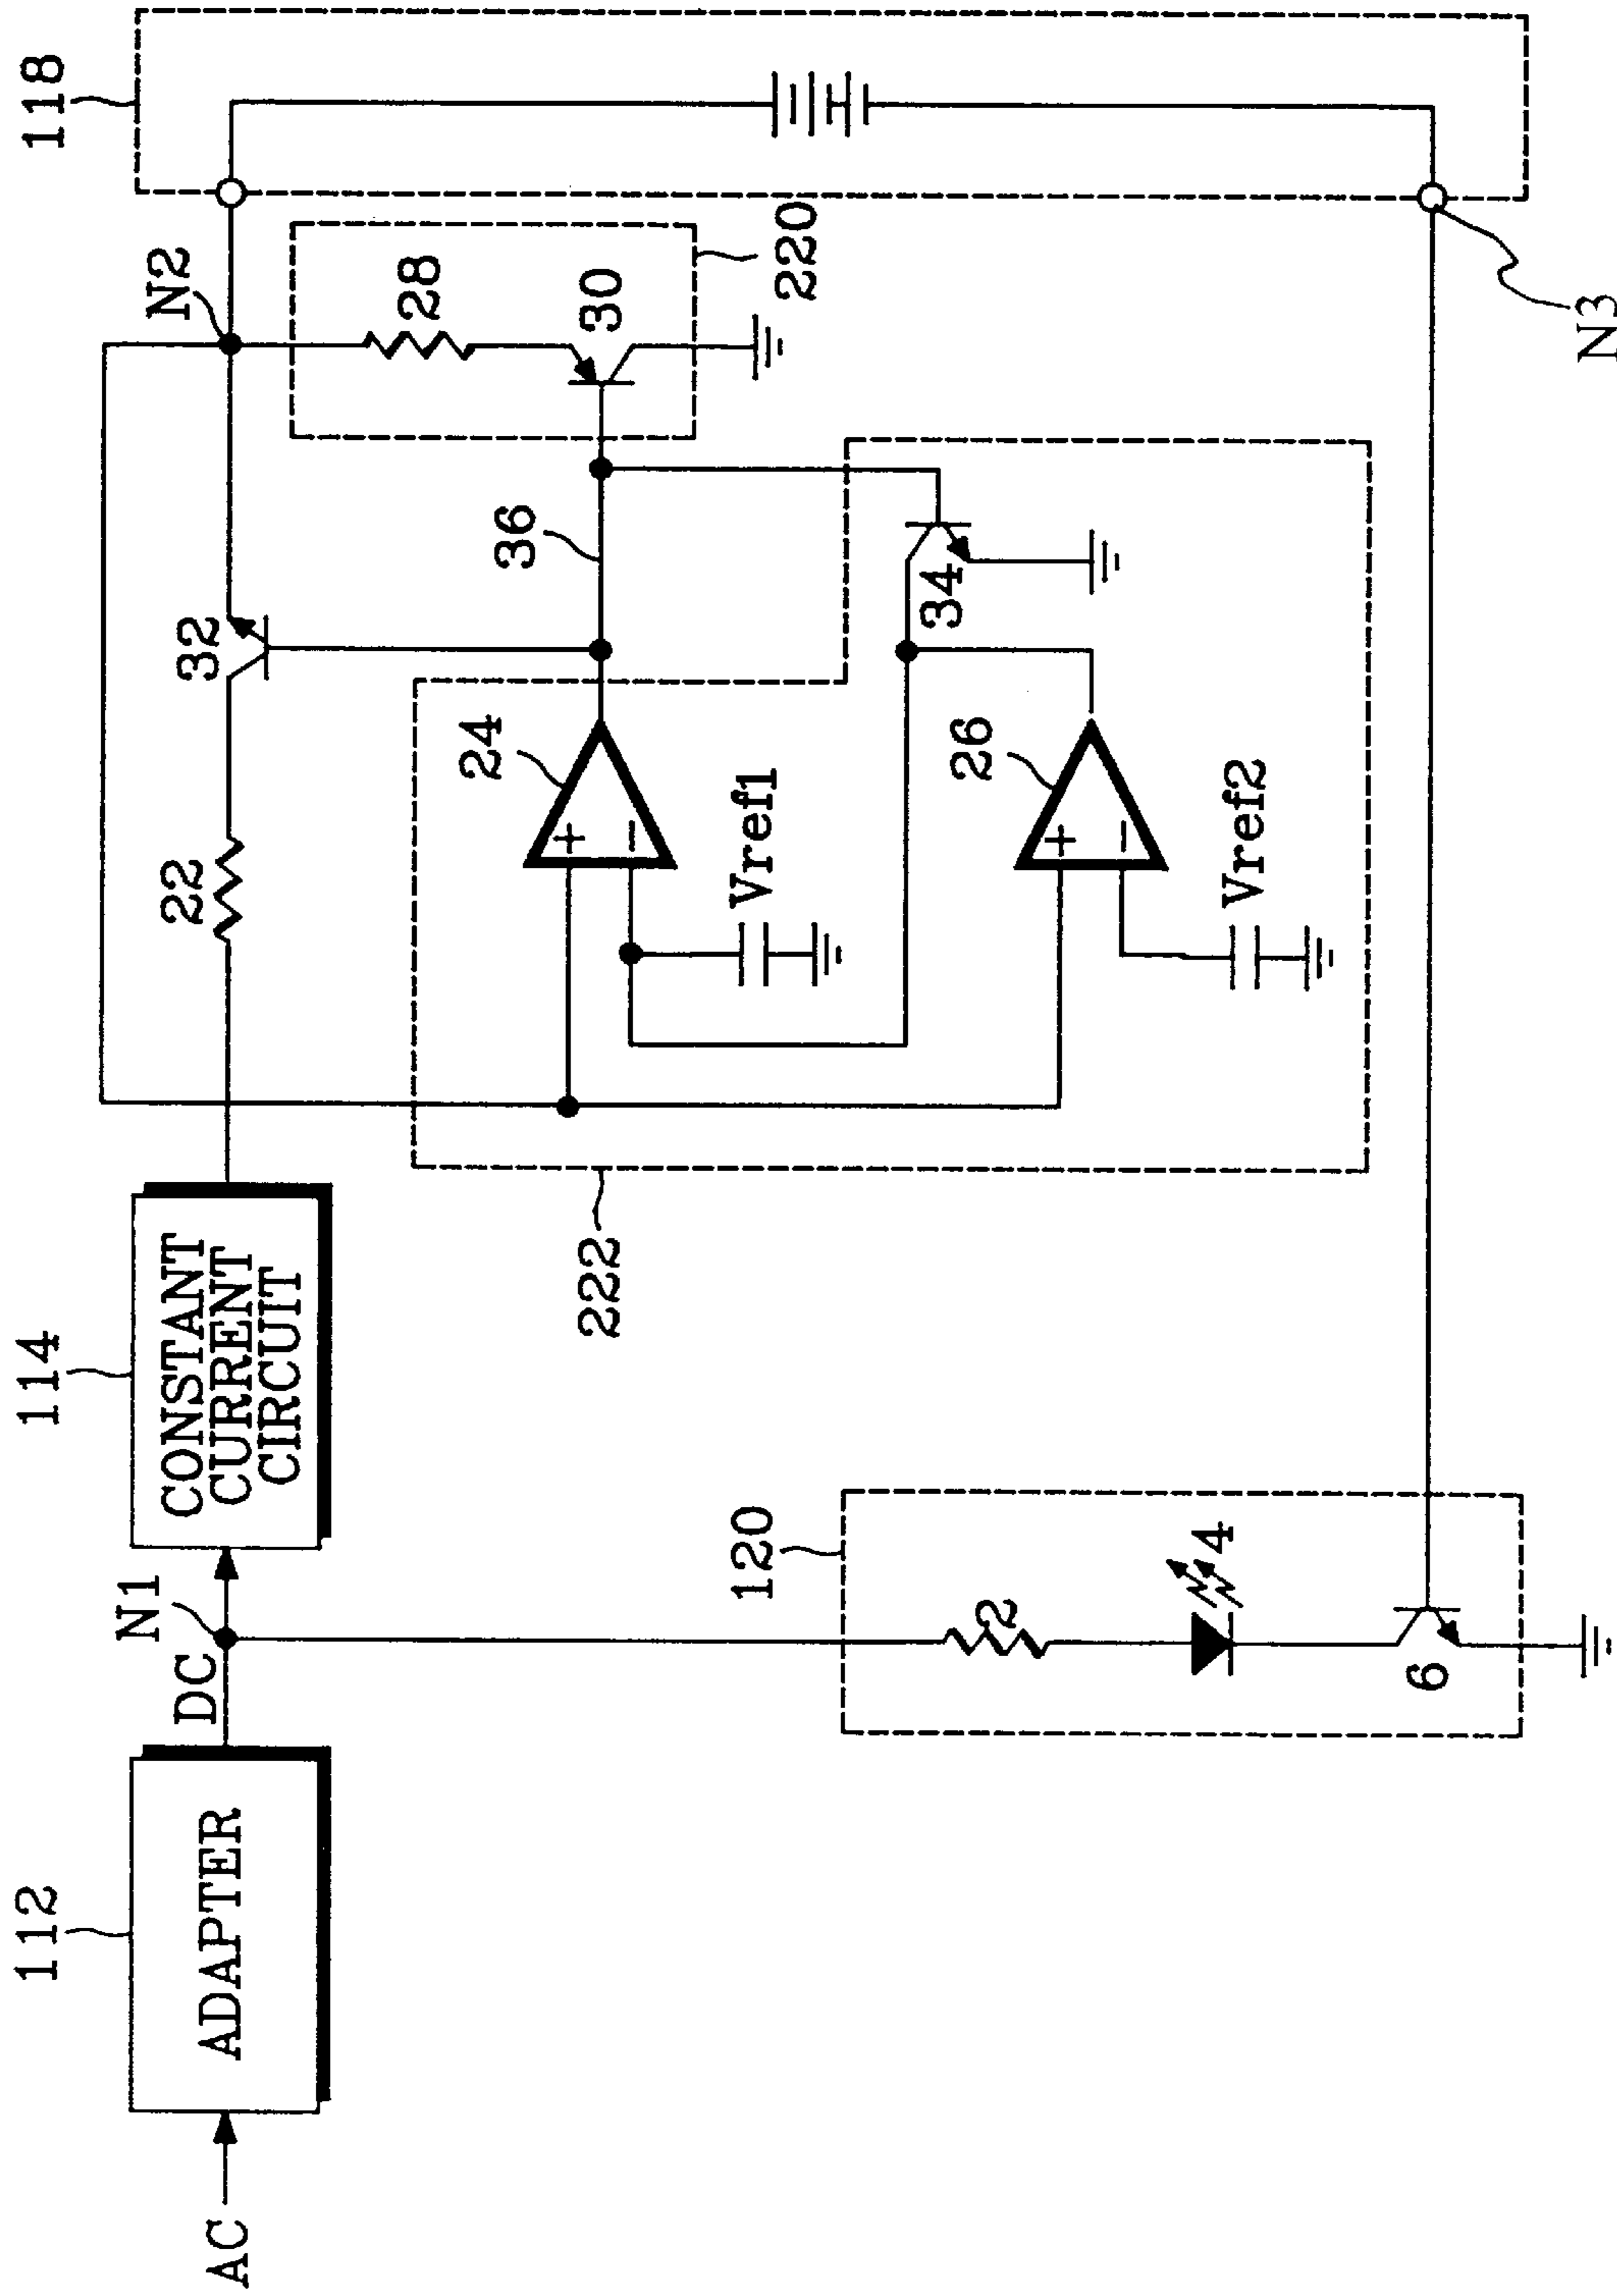 AC
112
ADAPTER
DC
N1
114
CONSTANT
CURRENT
CIRCUIT
22
32
N2
118
222
24
Vref1
36
28
30
220
26
Vref2
34
120
2
4
6
N3